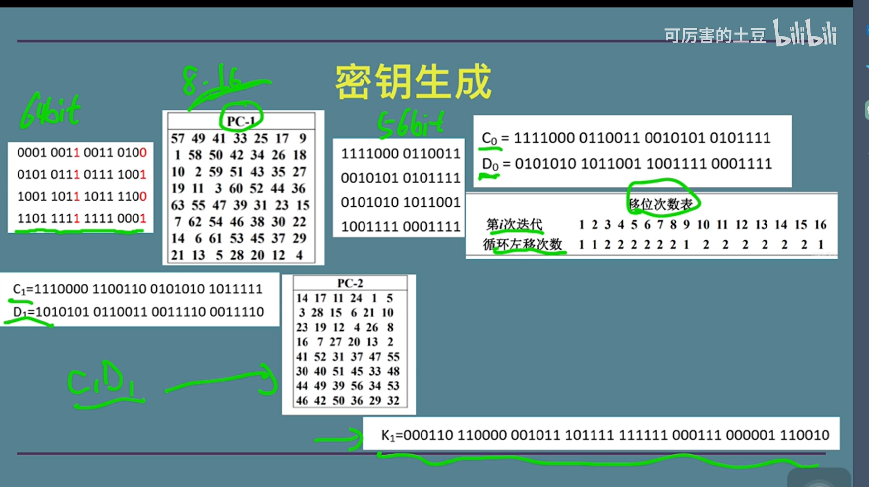 可厉害的土豆 bilibili
密钥生成
64bit
0001 0011 0011 0100
0101 0111 0111 1001
1001 1011 1011 1100
1101 1111 1111 0001
8.16
PC-1
57 49 41 33 25 17 9
1 58 50 42 34 26 18
10 2 59 51 43 35 27
19 11 3 60 52 44 36
63 55 47 39 31 23 15
7 62 54 46 38 30 22
14 6 61 53 45 37 29
21 13 5 28 20 12 4
56bit
1111000 0110011
0010101 0101111
0101010 1011001
1001111 0001111
C0 = 1111000 0110011 0010101 0101111
D0 = 0101010 1011001 1001111 0001111
移位次数表
第i次迭代 1 2 3 4 5 6 7 8 9 10 11 12 13 14 15 16
循环左移次数 1 1 2 2 2 2 2 2 1 2 2 2 2 2 2 1
C1=1110000 1100110 0101010 1011111
D1=1010101 0110011 0011110 0011110
C1D1
PC-2
14 17 11 24 1 5
3 28 15 6 21 10
23 19 12 4 26 8
16 7 27 20 13 2
41 52 31 37 47 55
30 40 51 45 33 48
44 49 39 56 34 53
46 42 50 36 29 32
K1=000110 110000 001011 101111 111111 000111 000001 110010